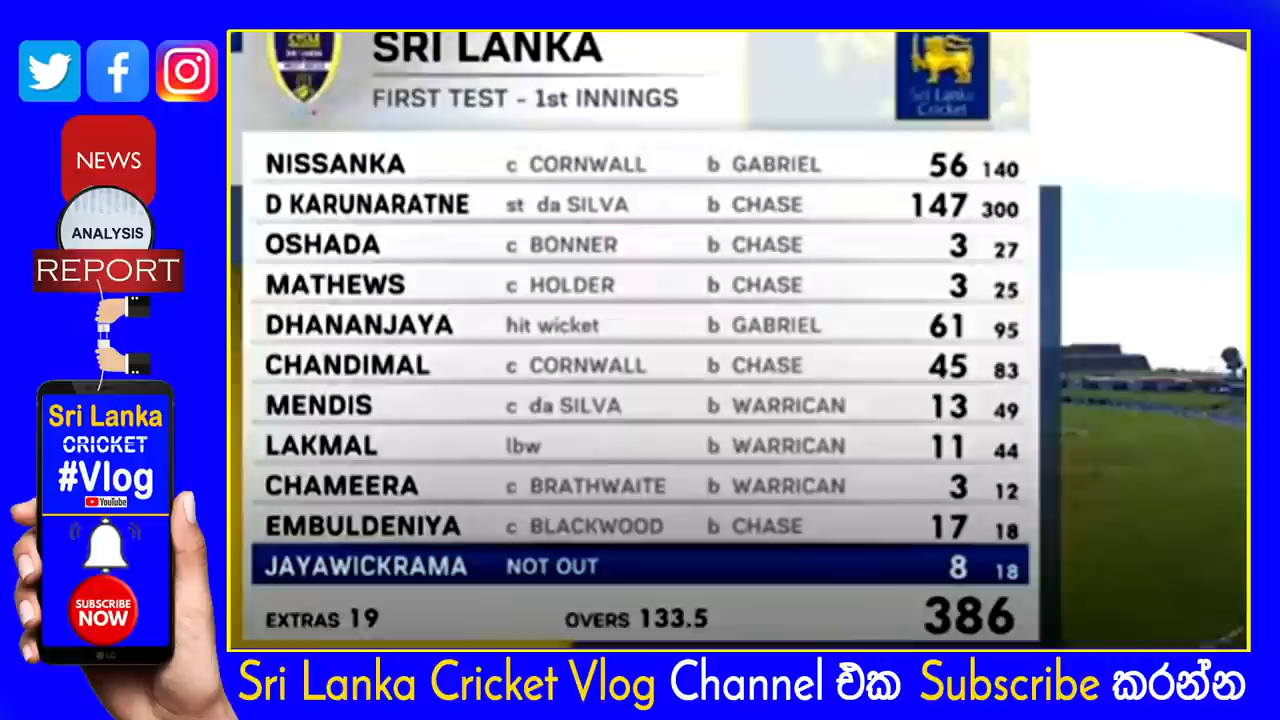 SRI LANKA
FIRST TEST - 1st INNINGS
Sri Lanka
Cricket
NISSANKA c CORNWALL b GABRIEL 56 140
D KARUNARATNE st da SILVA b CHASE 147 300
OSHADA c BONNER b CHASE 3 27
MATHEWS c HOLDER b CHASE 3 25
DHANANJAYA hit wicket b GABRIEL 61 95
CHANDIMAL c CORNWALL b CHASE 45 83
MENDIS c da SILVA b WARRICAN 13 49
LAKMAL lbw b WARRICAN 11 44
CHAMEERA c BRATHWAITE b WARRICAN 3 12
EMBULDENIYA c BLACKWOOD b CHASE 17 18
JAYAWICKRAMA NOT OUT 8 18
EXTRAS 19 OVERS 133.5 386
NEWS
ANALYSIS
REPORT
Sri Lanka
CRICKET
#Vlog
YouTube
SUBSCRIBE
NOW
LG
Sri Lanka Cricket Vlog Channel එක Subscribe කරන්න